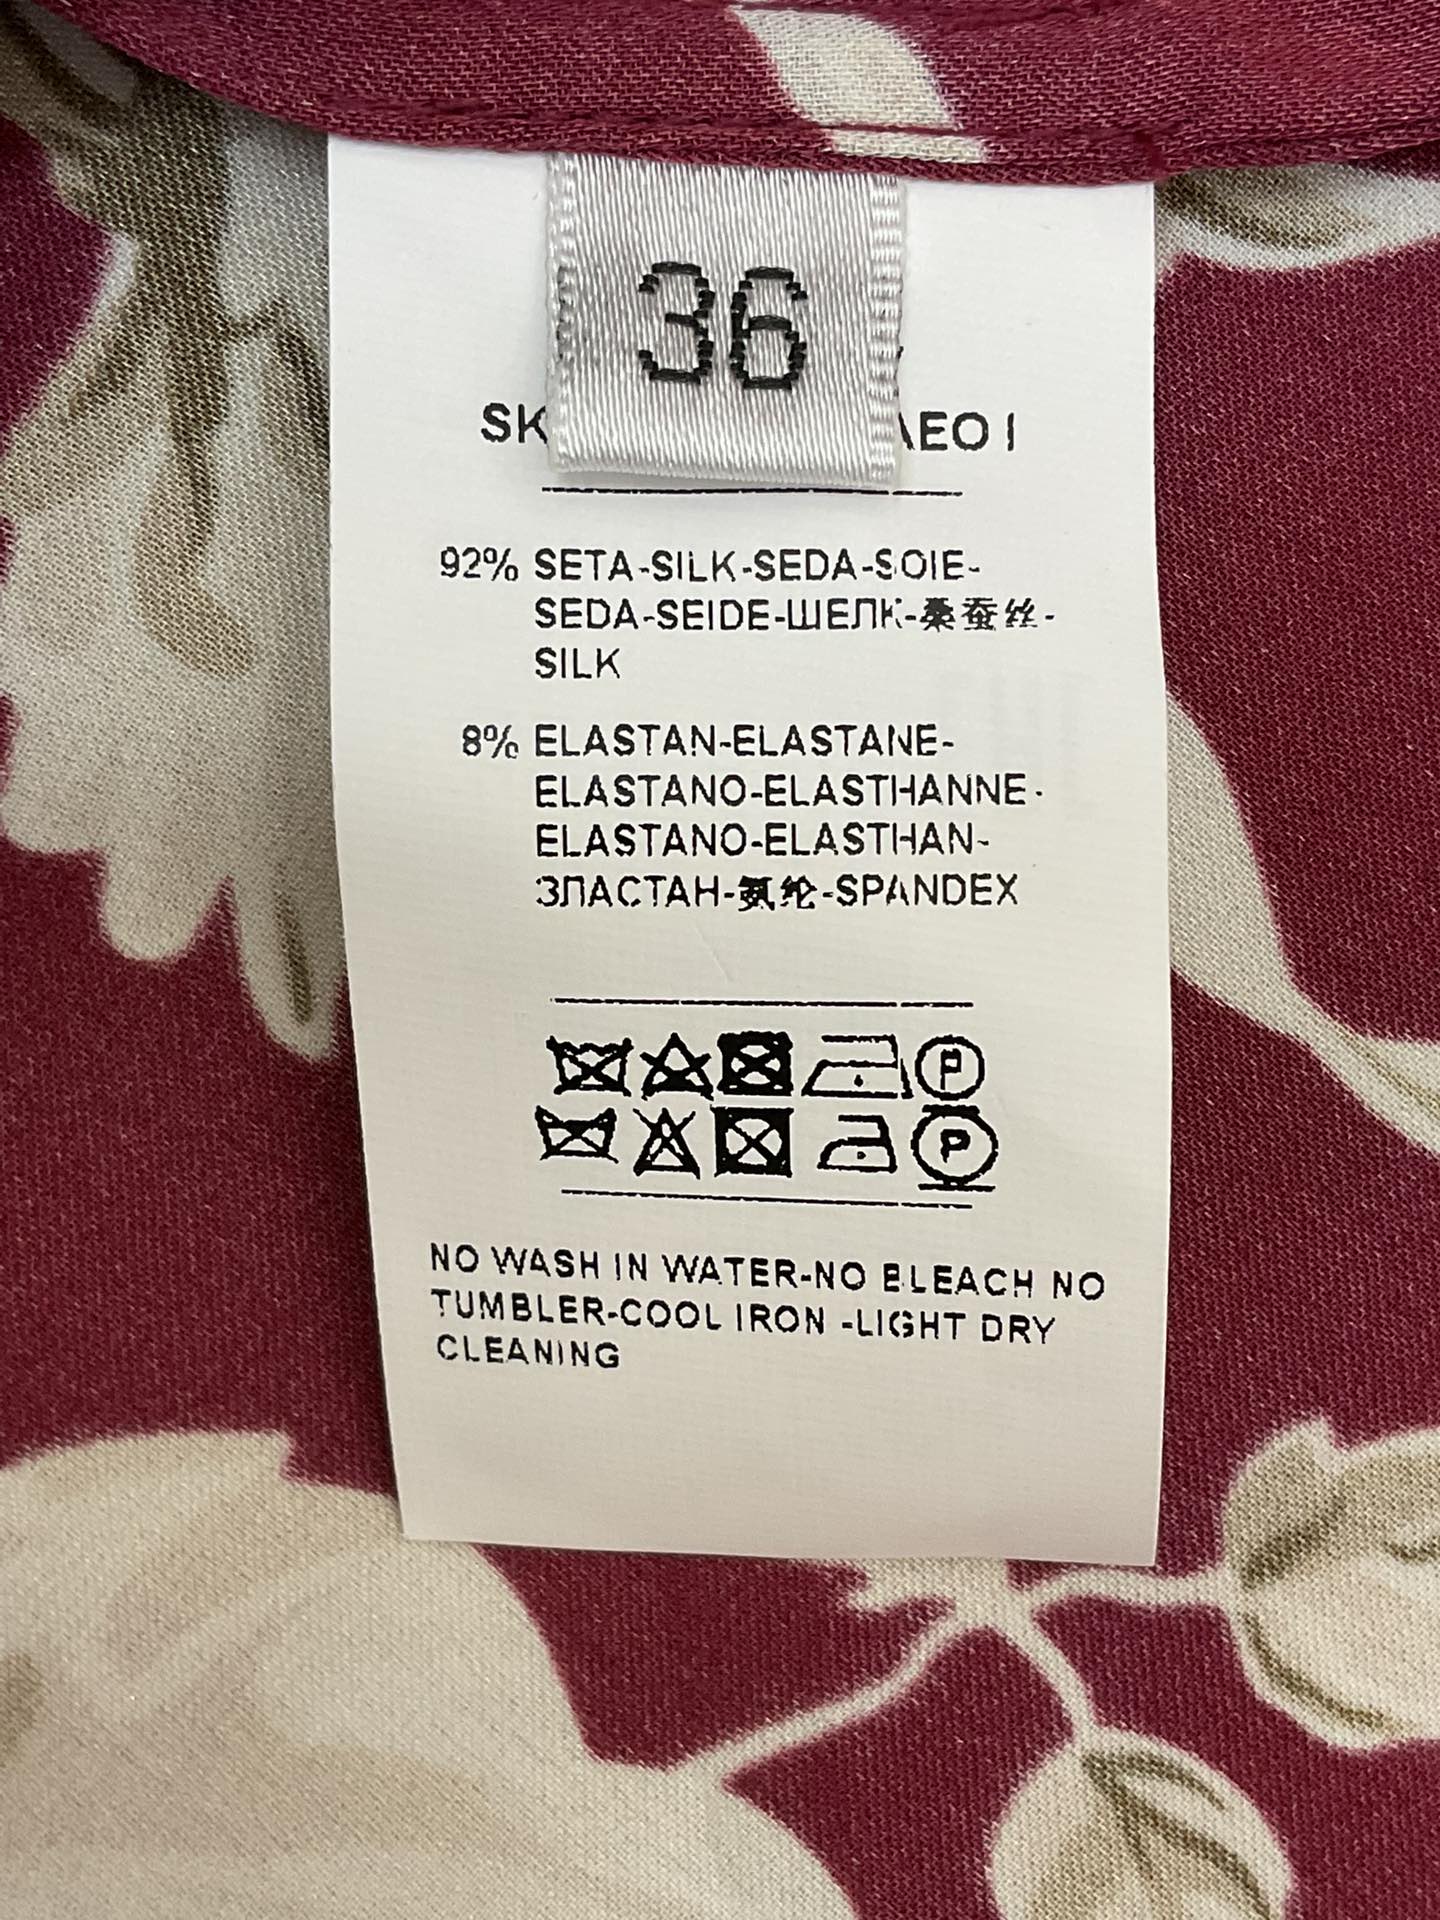 36
92% SETA-SILK-SEDA-SOIE-
SEDA-SEIDE-ШЕЛК-桑蚕丝-
SILK
8% ELASTAN-ELASTANE-
ELASTANO-ELASTHANNE-
ELASTANO-ELASTHAN-
ЗЛАСТАН-氨纶-SPANDEX
P
P
NO WASH IN WATER-NO BLEACH NO
TUMBLER-COOL IRON -LIGHT DRY
CLEANING